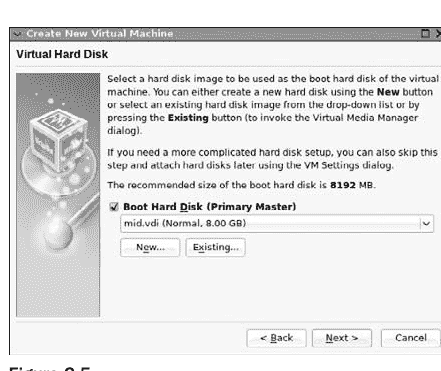 Create New Virtual Machine
Virtual Hard Disk
Select a hard disk image to be used as the boot hard disk of the virtual
machine. You can either create a new hard disk using the New button
or select an existing hard disk image from the drop-down list or by
pressing the Existing button (to invoke the Virtual Media Manager
dialog).
If you need a more complicated hard disk setup, you can also skip this
step and attach hard disks later using the VM Settings dialog.
The recommended size of the boot hard disk is 8192 MB.
Boot Hard Disk (Primary Master)
mid.vdi (Normal, 8.00 GB)
New... Existing...
< Back Next > Cancel